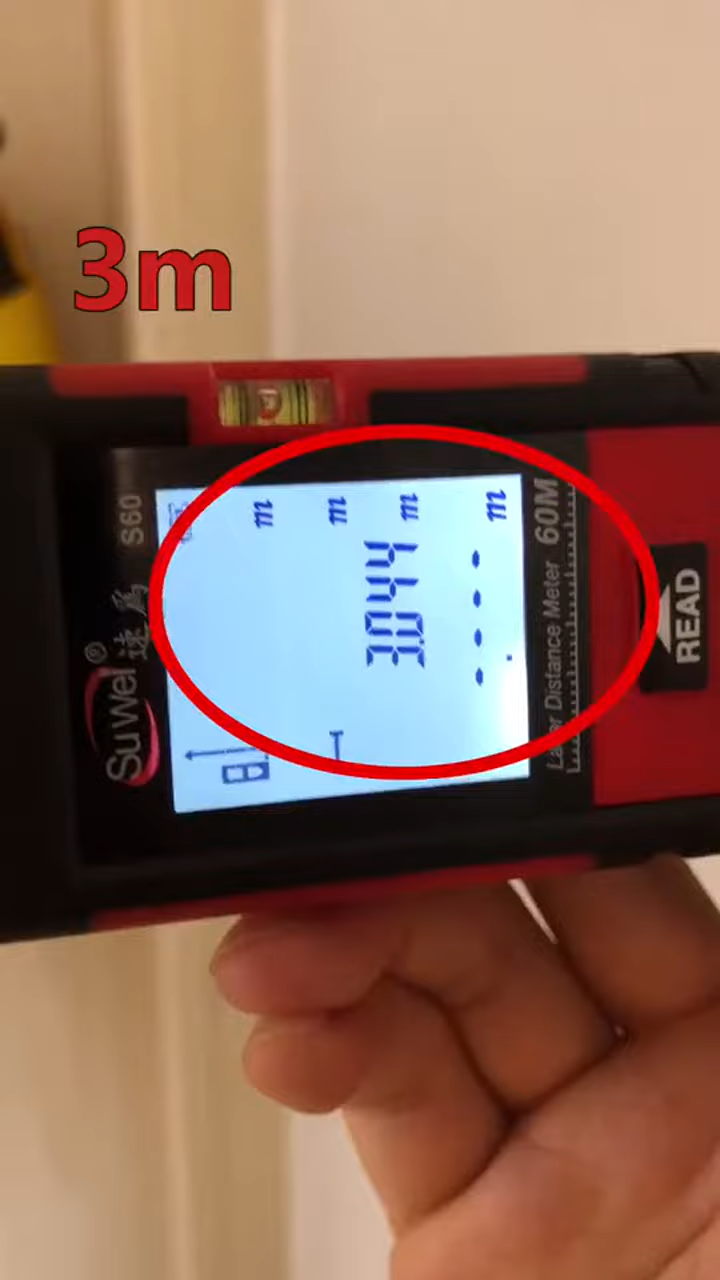 3m
SuWei® 速为 S60
m
m
3.044 m
---- m
Laser Distance Meter 60M
READ